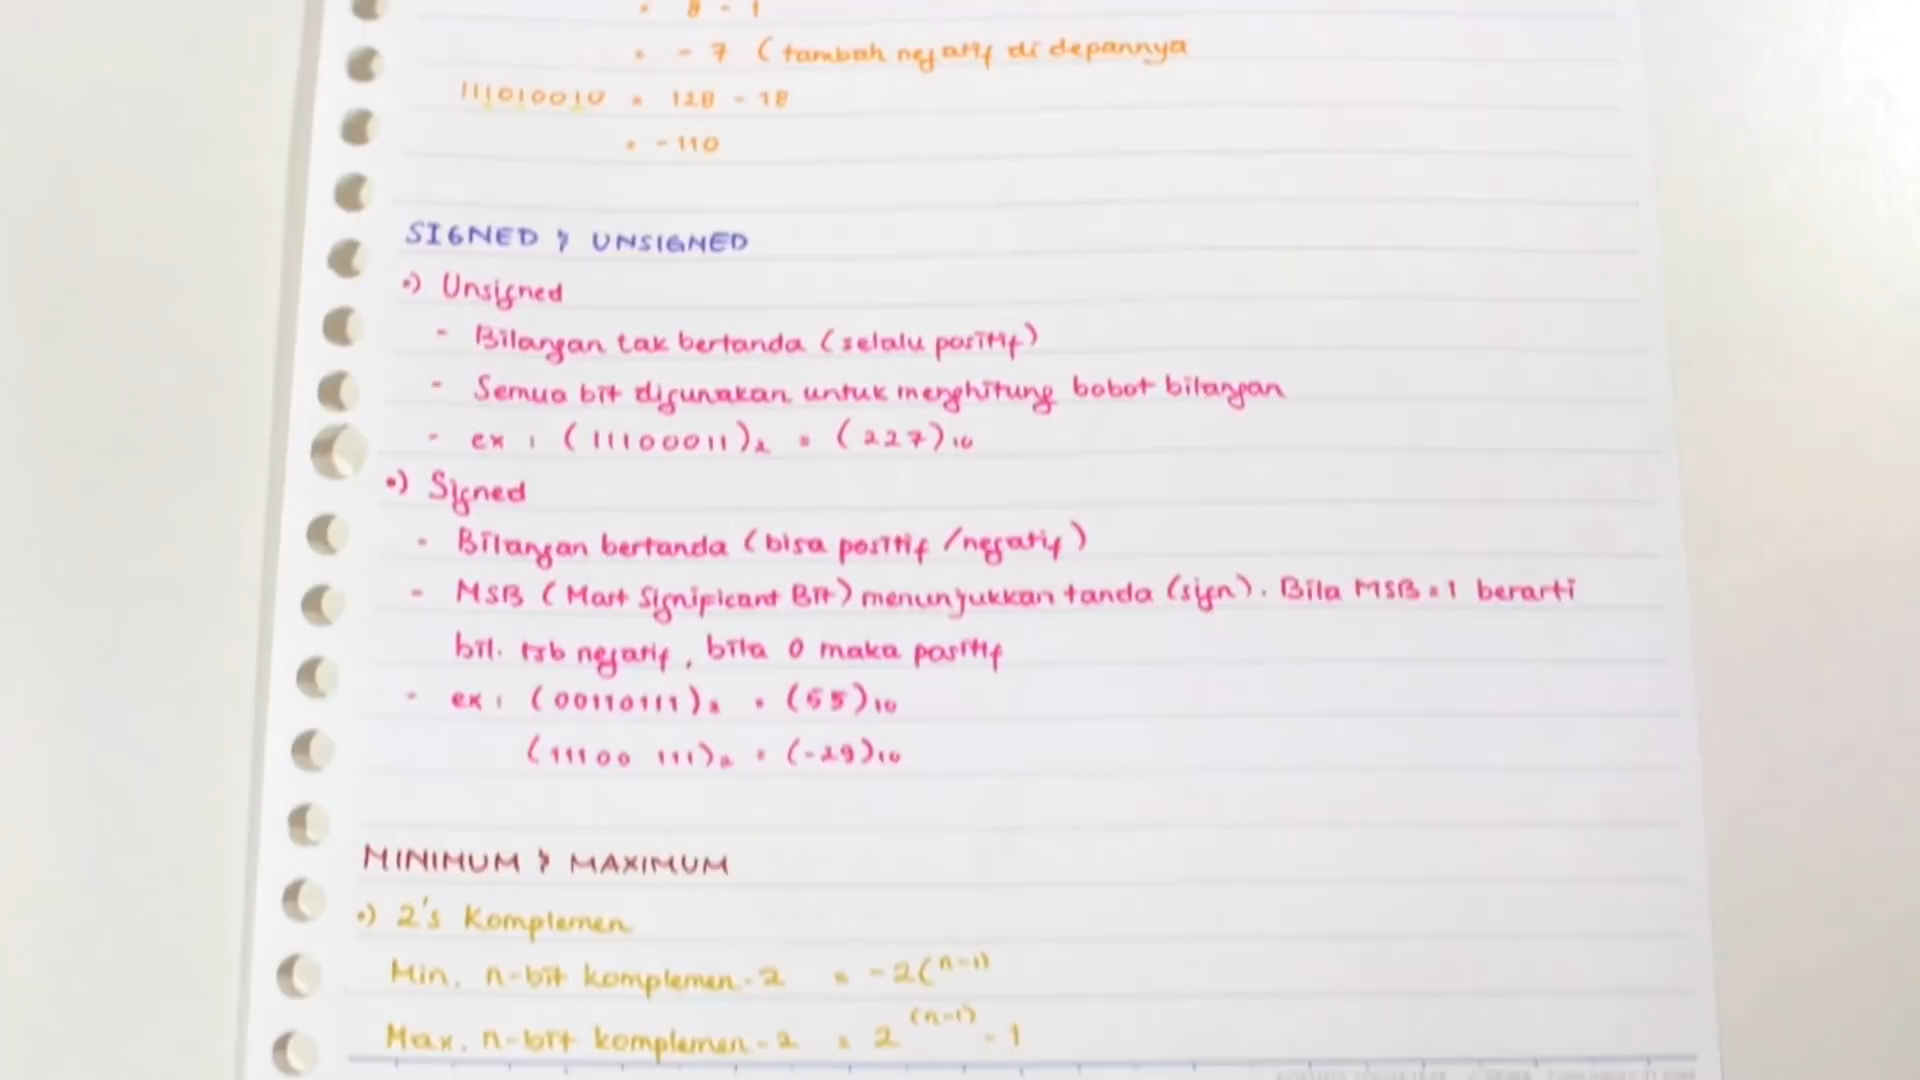 = 8 - 1
= - 7 ( tambah negatif di depannya
111010010 = 128 - 18
= - 110
SIGNED & UNSIGNED
•) Unsigned
- Bilangan tak bertanda (selalu positif)
- Semua bit digunakan untuk menghitung bobot bilangan
- ex : (11100011)₂ = (227)₁₀
•) Signed
- Bilangan bertanda (bisa positif /negatif)
- MSB (Most Significant Bit) menunjukkan tanda (sign). Bila MSB = 1 berarti
bil. tsb negatif, bila 0 maka positif
- ex : (00110111)₂ = (55)₁₀
(11100 111)₂ = (-29)₁₀
MINIMUM & MAXIMUM
•) 2's Komplemen
Min. n-bit komplemen-2 = -2(ⁿ⁻¹)
Max. n-bit komplemen-2 = 2⁽ⁿ⁻¹⁾ - 1